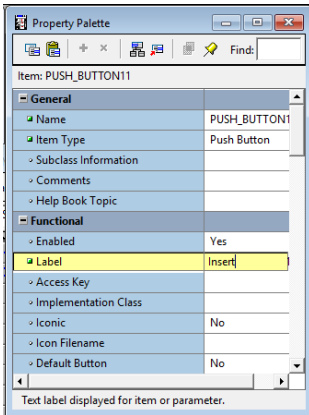 Property Palette
Find:
Item: PUSH_BUTTON11
General
Name PUSH_BUTTON1
Item Type Push Button
Subclass Information
Comments
Help Book Topic
Functional
Enabled Yes
Label Insert
Access Key
Implementation Class
Iconic No
Icon Filename
Default Button No
Text label displayed for item or parameter.